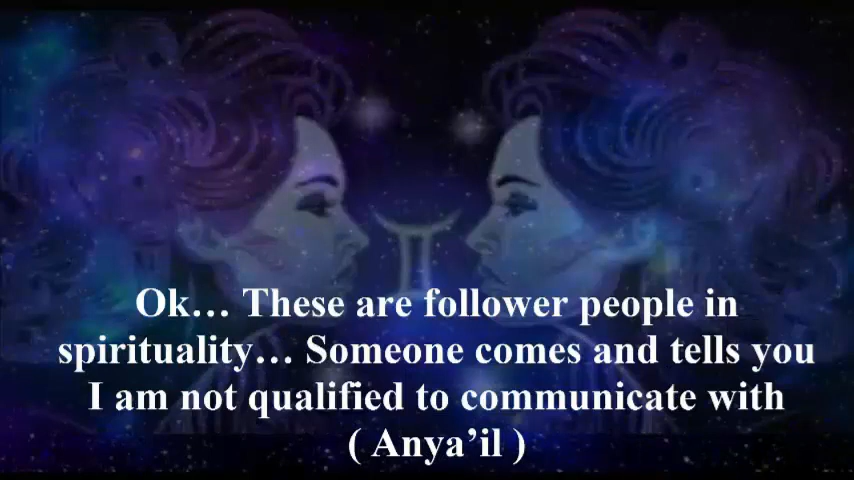 Ok… These are follower people in
spirituality… Someone comes and tells you
I am not qualified to communicate with
( Anya’il )